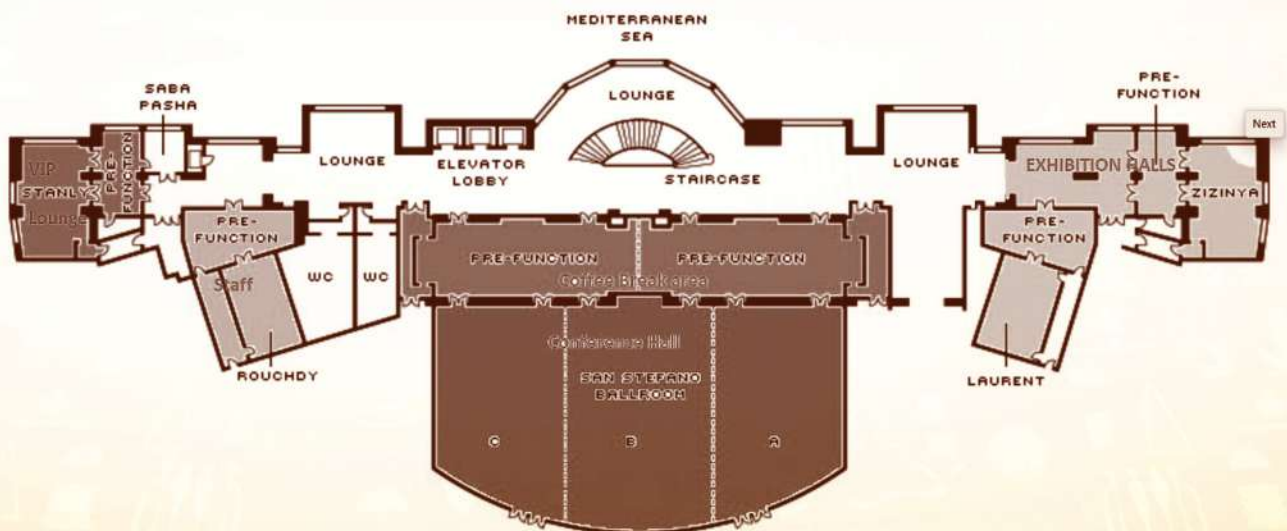 MEDITERRANEAN
SEA
SABA
PASHA
PRE-
FUNCTION
Next
LOUNGE
LOUNGE
ELEVATOR
LOBBY
STAIRCASE
LOUNGE
EXHIBITION HALLS
VIP
STANLY
Lounge
PRE-
FUNCTION
ZIZINYA
PRE-
FUNCTION
PRE-
FUNCTION
WC
WC
PRE-FUNCTION
PRE-FUNCTION
Coffee Break area
Staff
Conference Hall
ROUCHDY
SAN STEFANO
BALLROOM
LAURENT
C
B
A